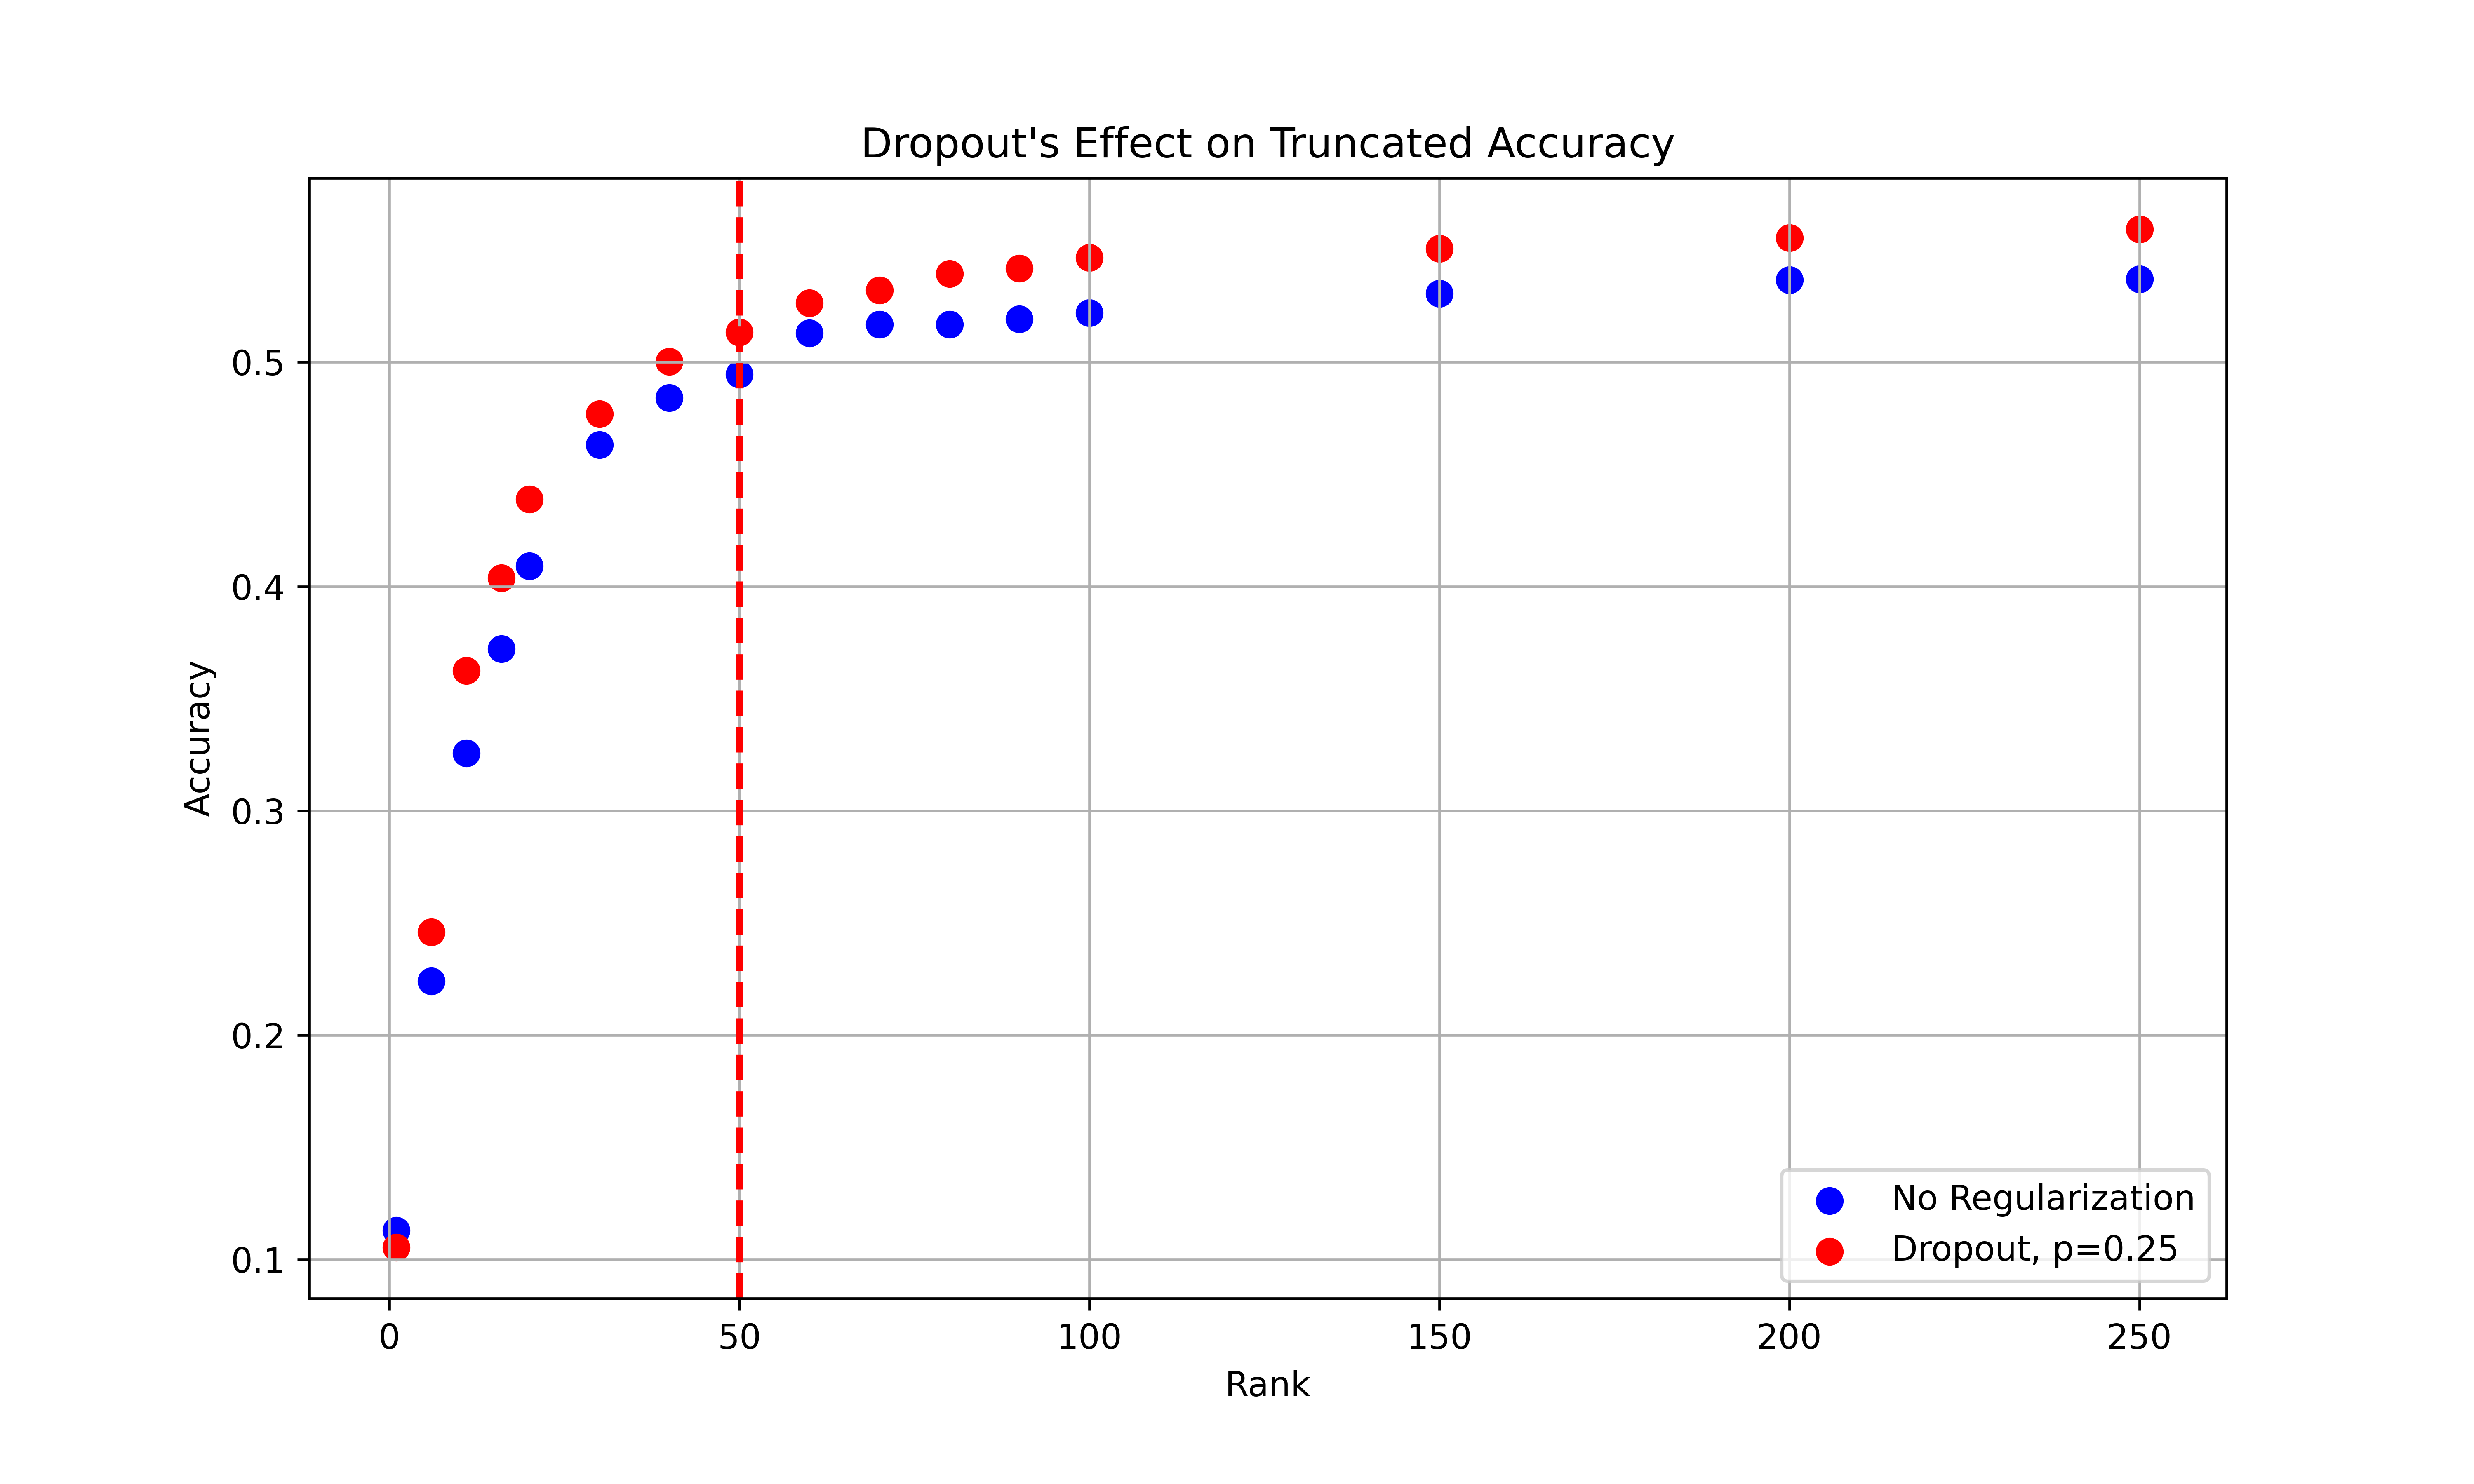 Dropout's Effect on Truncated Accuracy
Accuracy
0.5
0.4
0.3
0.2
0.1
0 50 100 150 200 250
Rank
No Regularization
Dropout, p=0.25